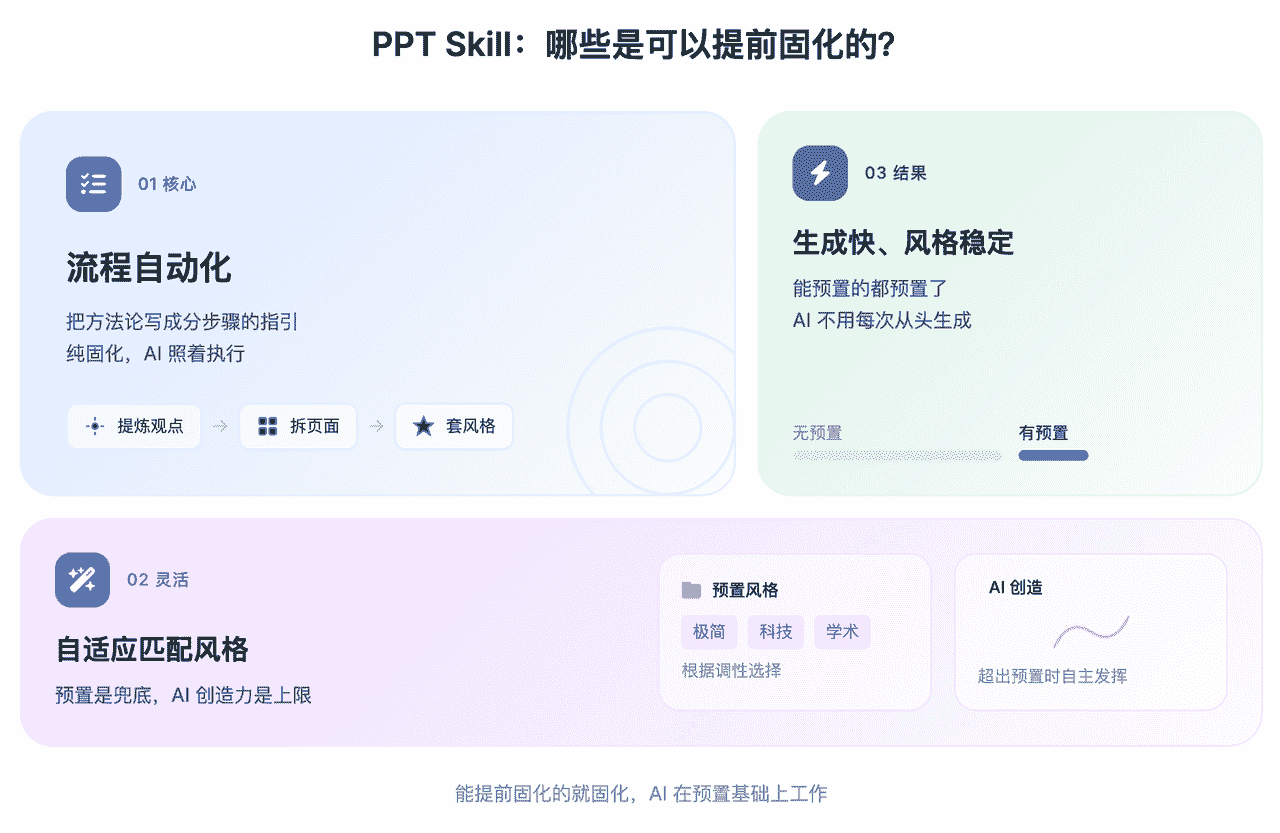 PPT Skill：哪些是可以提前固化的？
01 核心
流程自动化
把方法论写成分步骤的指引
纯固化，AI 照着执行
提炼观点
拆页面
套风格
03 结果
生成快、风格稳定
能预置的都预置了
AI 不用每次从头生成
无预置
有预置
02 灵活
自适应匹配风格
预置是兜底，AI 创造力是上限
预置风格
极简
科技
学术
根据调性选择
AI 创造
超出预置时自主发挥
能提前固化的就固化，AI 在预置基础上工作